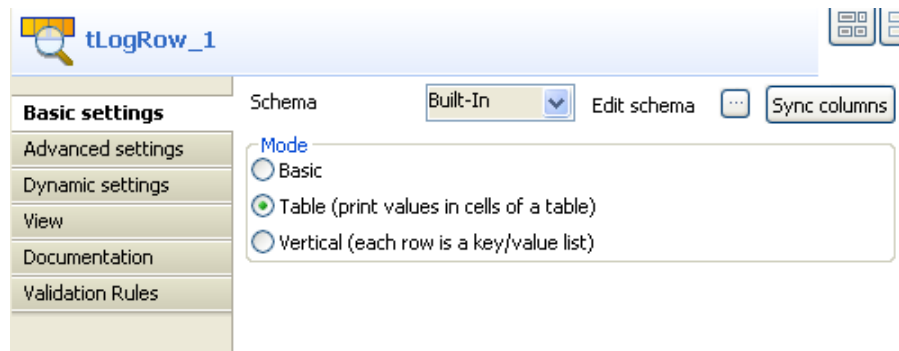 tLogRow_1
Basic settings
Advanced settings
Dynamic settings
View
Documentation
Validation Rules
Schema Built-In Edit schema ... Sync columns
Mode
Basic
Table (print values in cells of a table)
Vertical (each row is a key/value list)